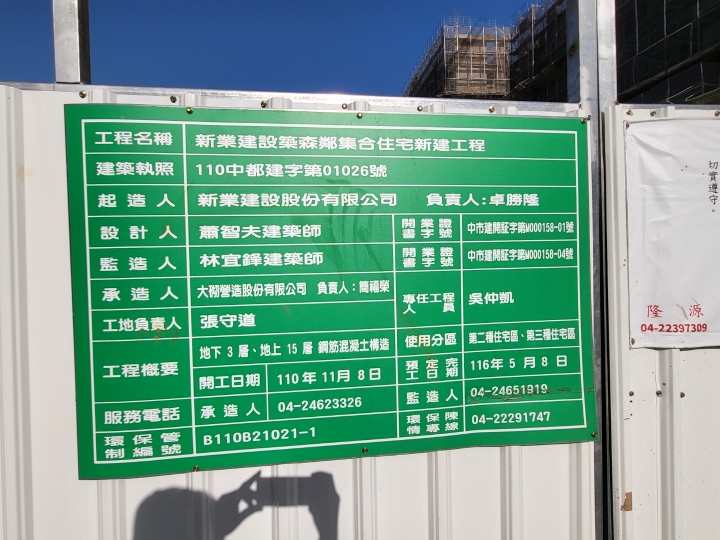 工程名稱 新業建設築森鄰集合住宅新建工程
建築執照 110中都建字第01026號
起造人 新業建設股份有限公司 負責人:卓勝隆
設計人 蕭智夫建築師 開業證書字號 中市建開証字第M000158-01號
監造人 林宜鋒建築師 開業證書字號 中市建開証字第M000158-04號
承造人 大砌營造股份有限公司 負責人:簡福榮 專任工程人員 吳仲凱
工地負責人 張守道
工程概要 地下3層、地上15層 鋼筋混凝土構造 使用分區 第二種住宅區、第三種住宅區
開工日期 110年11月8日 預定完工日期 116年5月8日
服務電話 承造人 04-24623326 監造人 04-24651919
環保管制編號 B110B21021-1 環保陳情專線 04-22291747
切實遵守。
隆源
04-22397309